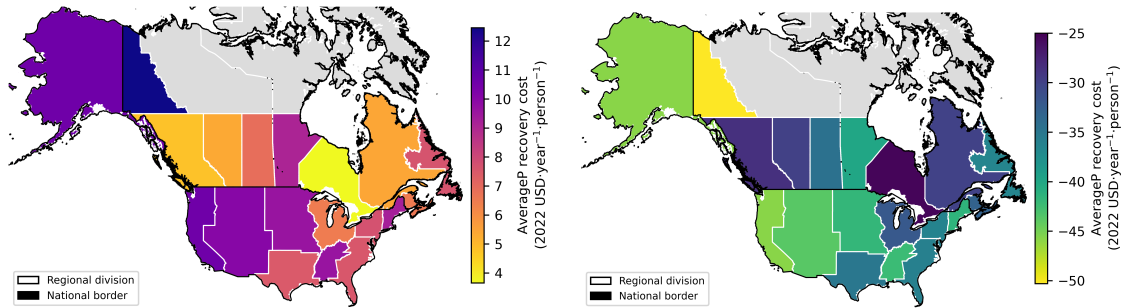 12
11
10
9
8
7
6
5
4
AverageP recovery cost
(2022 USD·year⁻¹·person⁻¹)
Regional division
National border
−25
−30
−35
−40
−45
−50
AverageP recovery cost
(2022 USD·year⁻¹·person⁻¹)
Regional division
National border